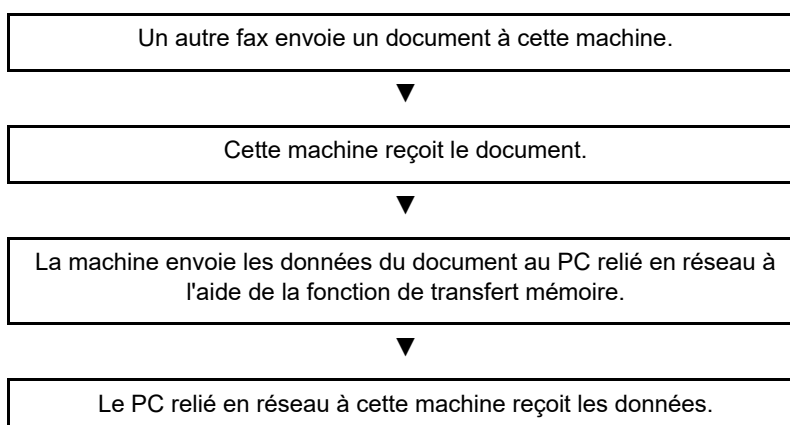 Un autre fax envoie un document à cette machine.
▼
Cette machine reçoit le document.
▼
La machine envoie les données du document au PC relié en réseau à
l'aide de la fonction de transfert mémoire.
▼
Le PC relié en réseau à cette machine reçoit les données.